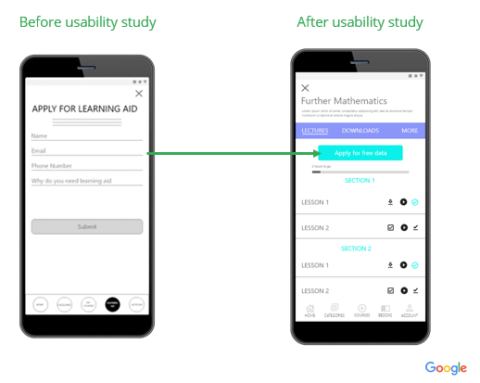 Before usability study
After usability study
APPLY FOR LEARNING AID
Name
Email
Phone Number
Why do you need learning aid
Submit
Further Mathematics
LECTURES DOWNLOADS MORE
Apply for free data
SECTION 1
LESSON 1
LESSON 2
SECTION 2
LESSON 1
LESSON 2
HOME CATEGORIES COURSES ACCOUNT
Google